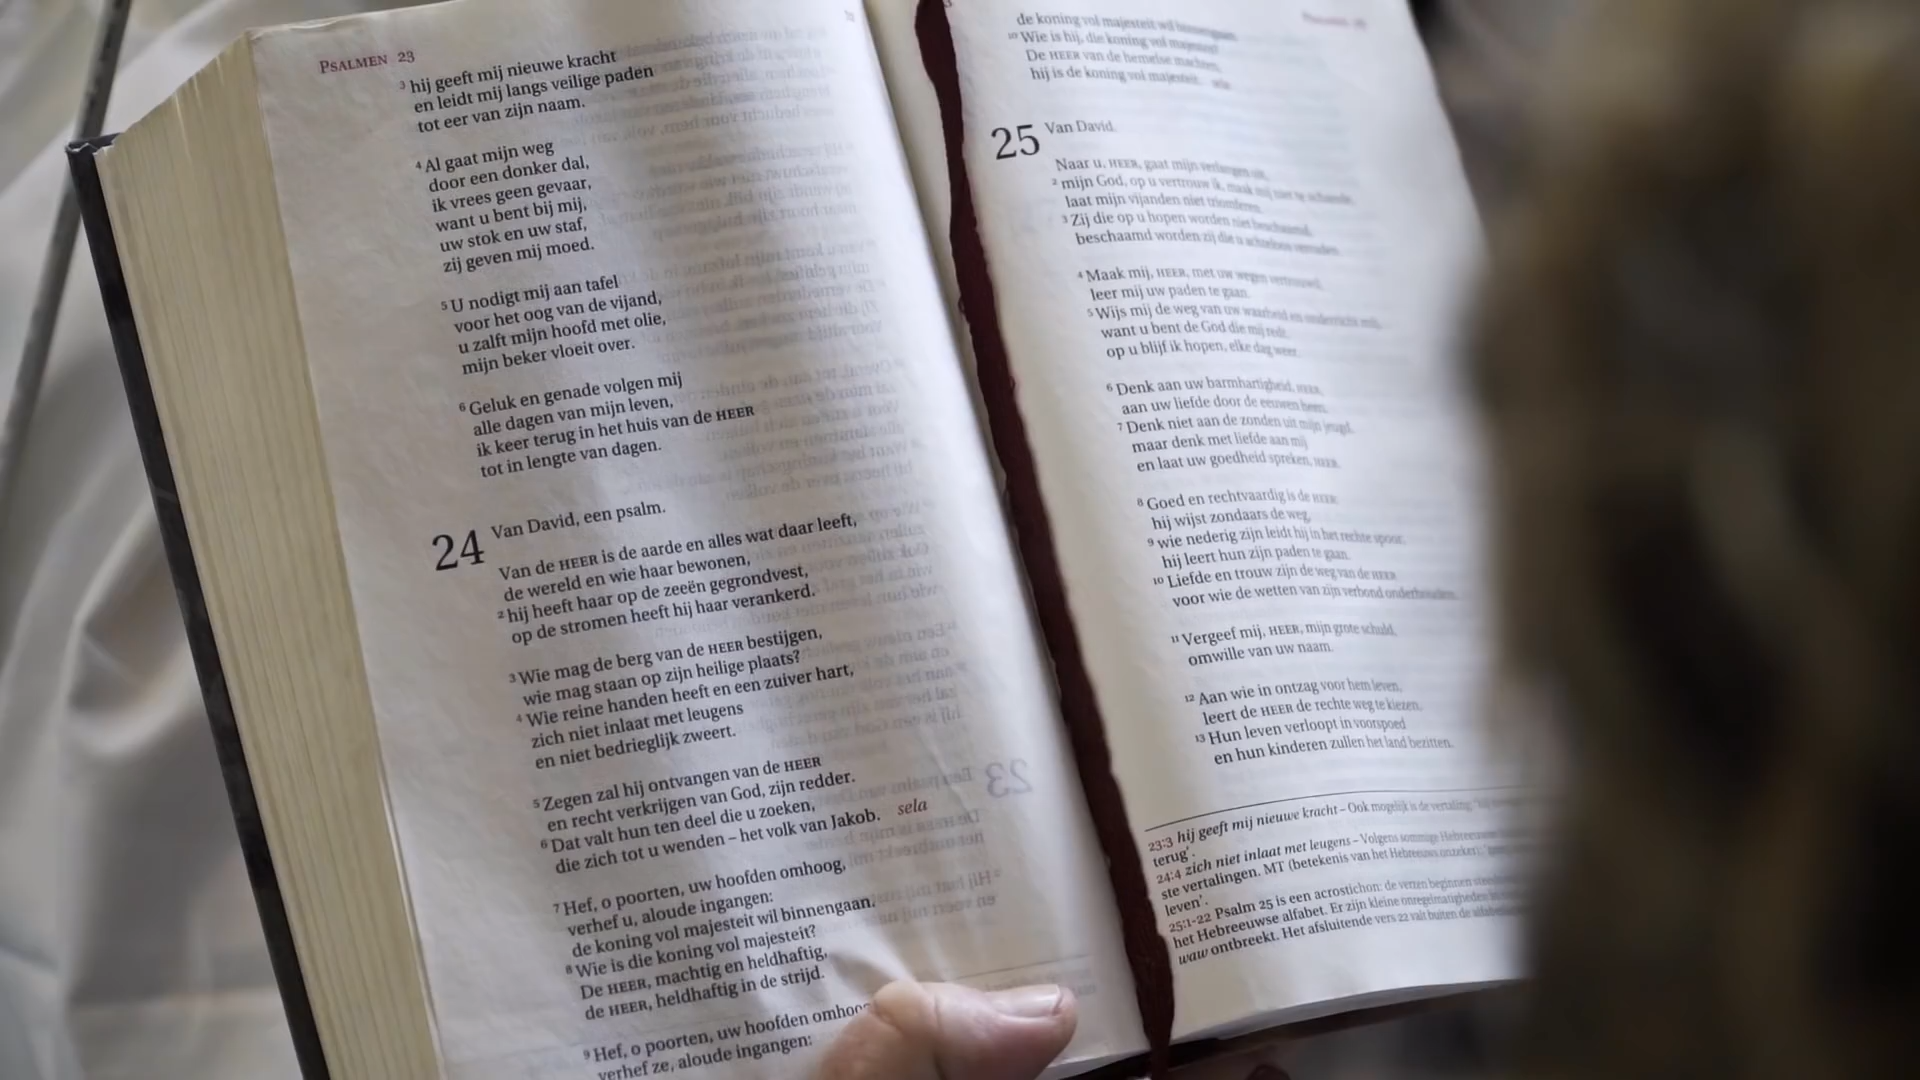 PSALMEN 23
3 hij geeft mij nieuwe kracht
en leidt mij langs veilige paden
tot eer van zijn naam.
4 Al gaat mijn weg
door een donker dal,
ik vrees geen gevaar,
want u bent bij mij,
uw stok en uw staf,
zij geven mij moed.
5 U nodigt mij aan tafel
voor het oog van de vijand,
u zalft mijn hoofd met olie,
mijn beker vloeit over.
6 Geluk en genade volgen mij
alle dagen van mijn leven,
ik keer terug in het huis van de HEER
tot in lengte van dagen.
24 Van David, een psalm.
Van de HEER is de aarde en alles wat daar leeft,
de wereld en wie haar bewonen,
2 hij heeft haar op de zeeën gegrondvest,
op de stromen heeft hij haar verankerd.
3 Wie mag de berg van de HEER bestijgen,
wie mag staan op zijn heilige plaats?
4 Wie reine handen heeft en een zuiver hart,
zich niet inlaat met leugens
en niet bedrieglijk zweert.
5 Zegen zal hij ontvangen van de HEER
en recht verkrijgen van God, zijn redder.
6 Dat valt hun ten deel die u zoeken,
die zich tot u wenden – het volk van Jakob. sela
7 Hef, o poorten, uw hoofden omhoog,
verhef u, aloude ingangen:
de koning vol majesteit wil binnengaan.
8 Wie is die koning vol majesteit?
De HEER, machtig en heldhaftig,
de HEER, heldhaftig in de strijd.
9 Hef, o poorten, uw hoofden omhoog
verhef ze, aloude ingangen:
de koning vol majesteit wil binnengaan.
10 Wie is hij, die koning vol majesteit?
De HEER van de hemelse machten,
hij is de koning vol majesteit.
25 Van David.
Naar u, HEER, gaat mijn verlangen uit,
2 mijn God, op u vertrouw ik, maak mij niet te schande,
laat mijn vijanden niet triomferen.
3 Zij die op u hopen worden niet beschaamd,
beschaamd worden zij die u achteloos verraden.
4 Maak mij, HEER, met uw wegen vertrouwd,
leer mij uw paden te gaan.
5 Wijs mij de weg van uw waarheid en onderricht mij,
want u bent de God die mij redt,
op u blijf ik hopen, elke dag weer.
6 Denk aan uw barmhartigheid, HEER,
aan uw liefde door de eeuwen heen.
7 Denk niet aan de zonden uit mijn jeugd,
maar denk met liefde aan mij
en laat uw goedheid spreken, HEER.
8 Goed en rechtvaardig is de HEER:
hij wijst zondaars de weg,
9 wie nederig zijn leidt hij in het rechte spoor,
hij leert hun zijn paden te gaan.
10 Liefde en trouw zijn de weg van de HEER
voor wie de wetten van zijn verbond onderhouden.
11 Vergeef mij, HEER, mijn grote schuld,
omwille van uw naam.
12 Aan wie in ontzag voor hem leven,
leert de HEER de rechte weg te kiezen.
13 Hun leven verloopt in voorspoed
en hun kinderen zullen het land bezitten.
23:3 hij geeft mij nieuwe kracht – Ook mogelijk is de vertaling:
terug'.
24:4 zich niet inlaat met leugens – Volgens sommige Hebreeuwse
ste vertalingen. MT (betekenis van het Hebreeuws onzeker):
leven'.
25:1-22 Psalm 25 is een acrostichon: de verzen beginnen
het Hebreeuwse alfabet. Er zijn kleine onregelmatigheden
waw ontbreekt. Het afsluitende vers 22 valt buiten de